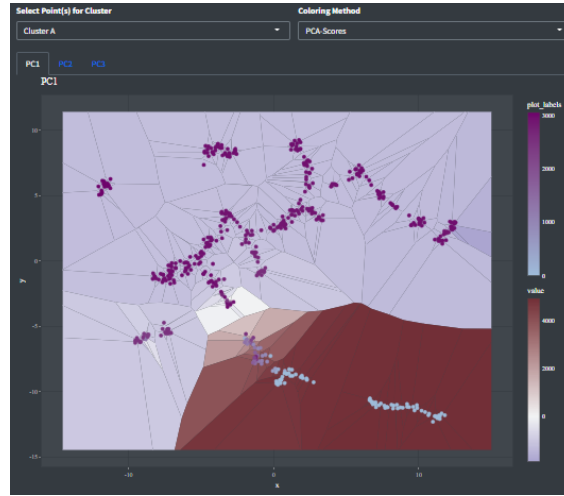 Select Point(s) for Cluster
Coloring Method
Cluster A
PCA-Scores
PC1
PC2
PC3
PC1
plot_labels
3000
2000
1000
0
value
4000
2000
0
10
5
0
-5
-10
-15
y
-10
0
10
x